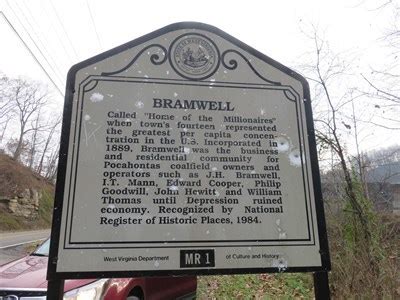 BRAMWELL
Called "Home of the Millionaires"
when town's fourteen represented
the greatest per capita concen-
tration in the U.S. Incorporated in
1889, Bramwell was the business
and residential community for
Pocahontas coalfield owners and
operators such as J.H. Bramwell,
I.T. Mann, Edward Cooper, Philip
Goodwill, John Hewitt and William
Thomas until Depression ruined
economy. Recognized by National
Register of Historic Places, 1984.
West Virginia Department MR 1 of Culture and History